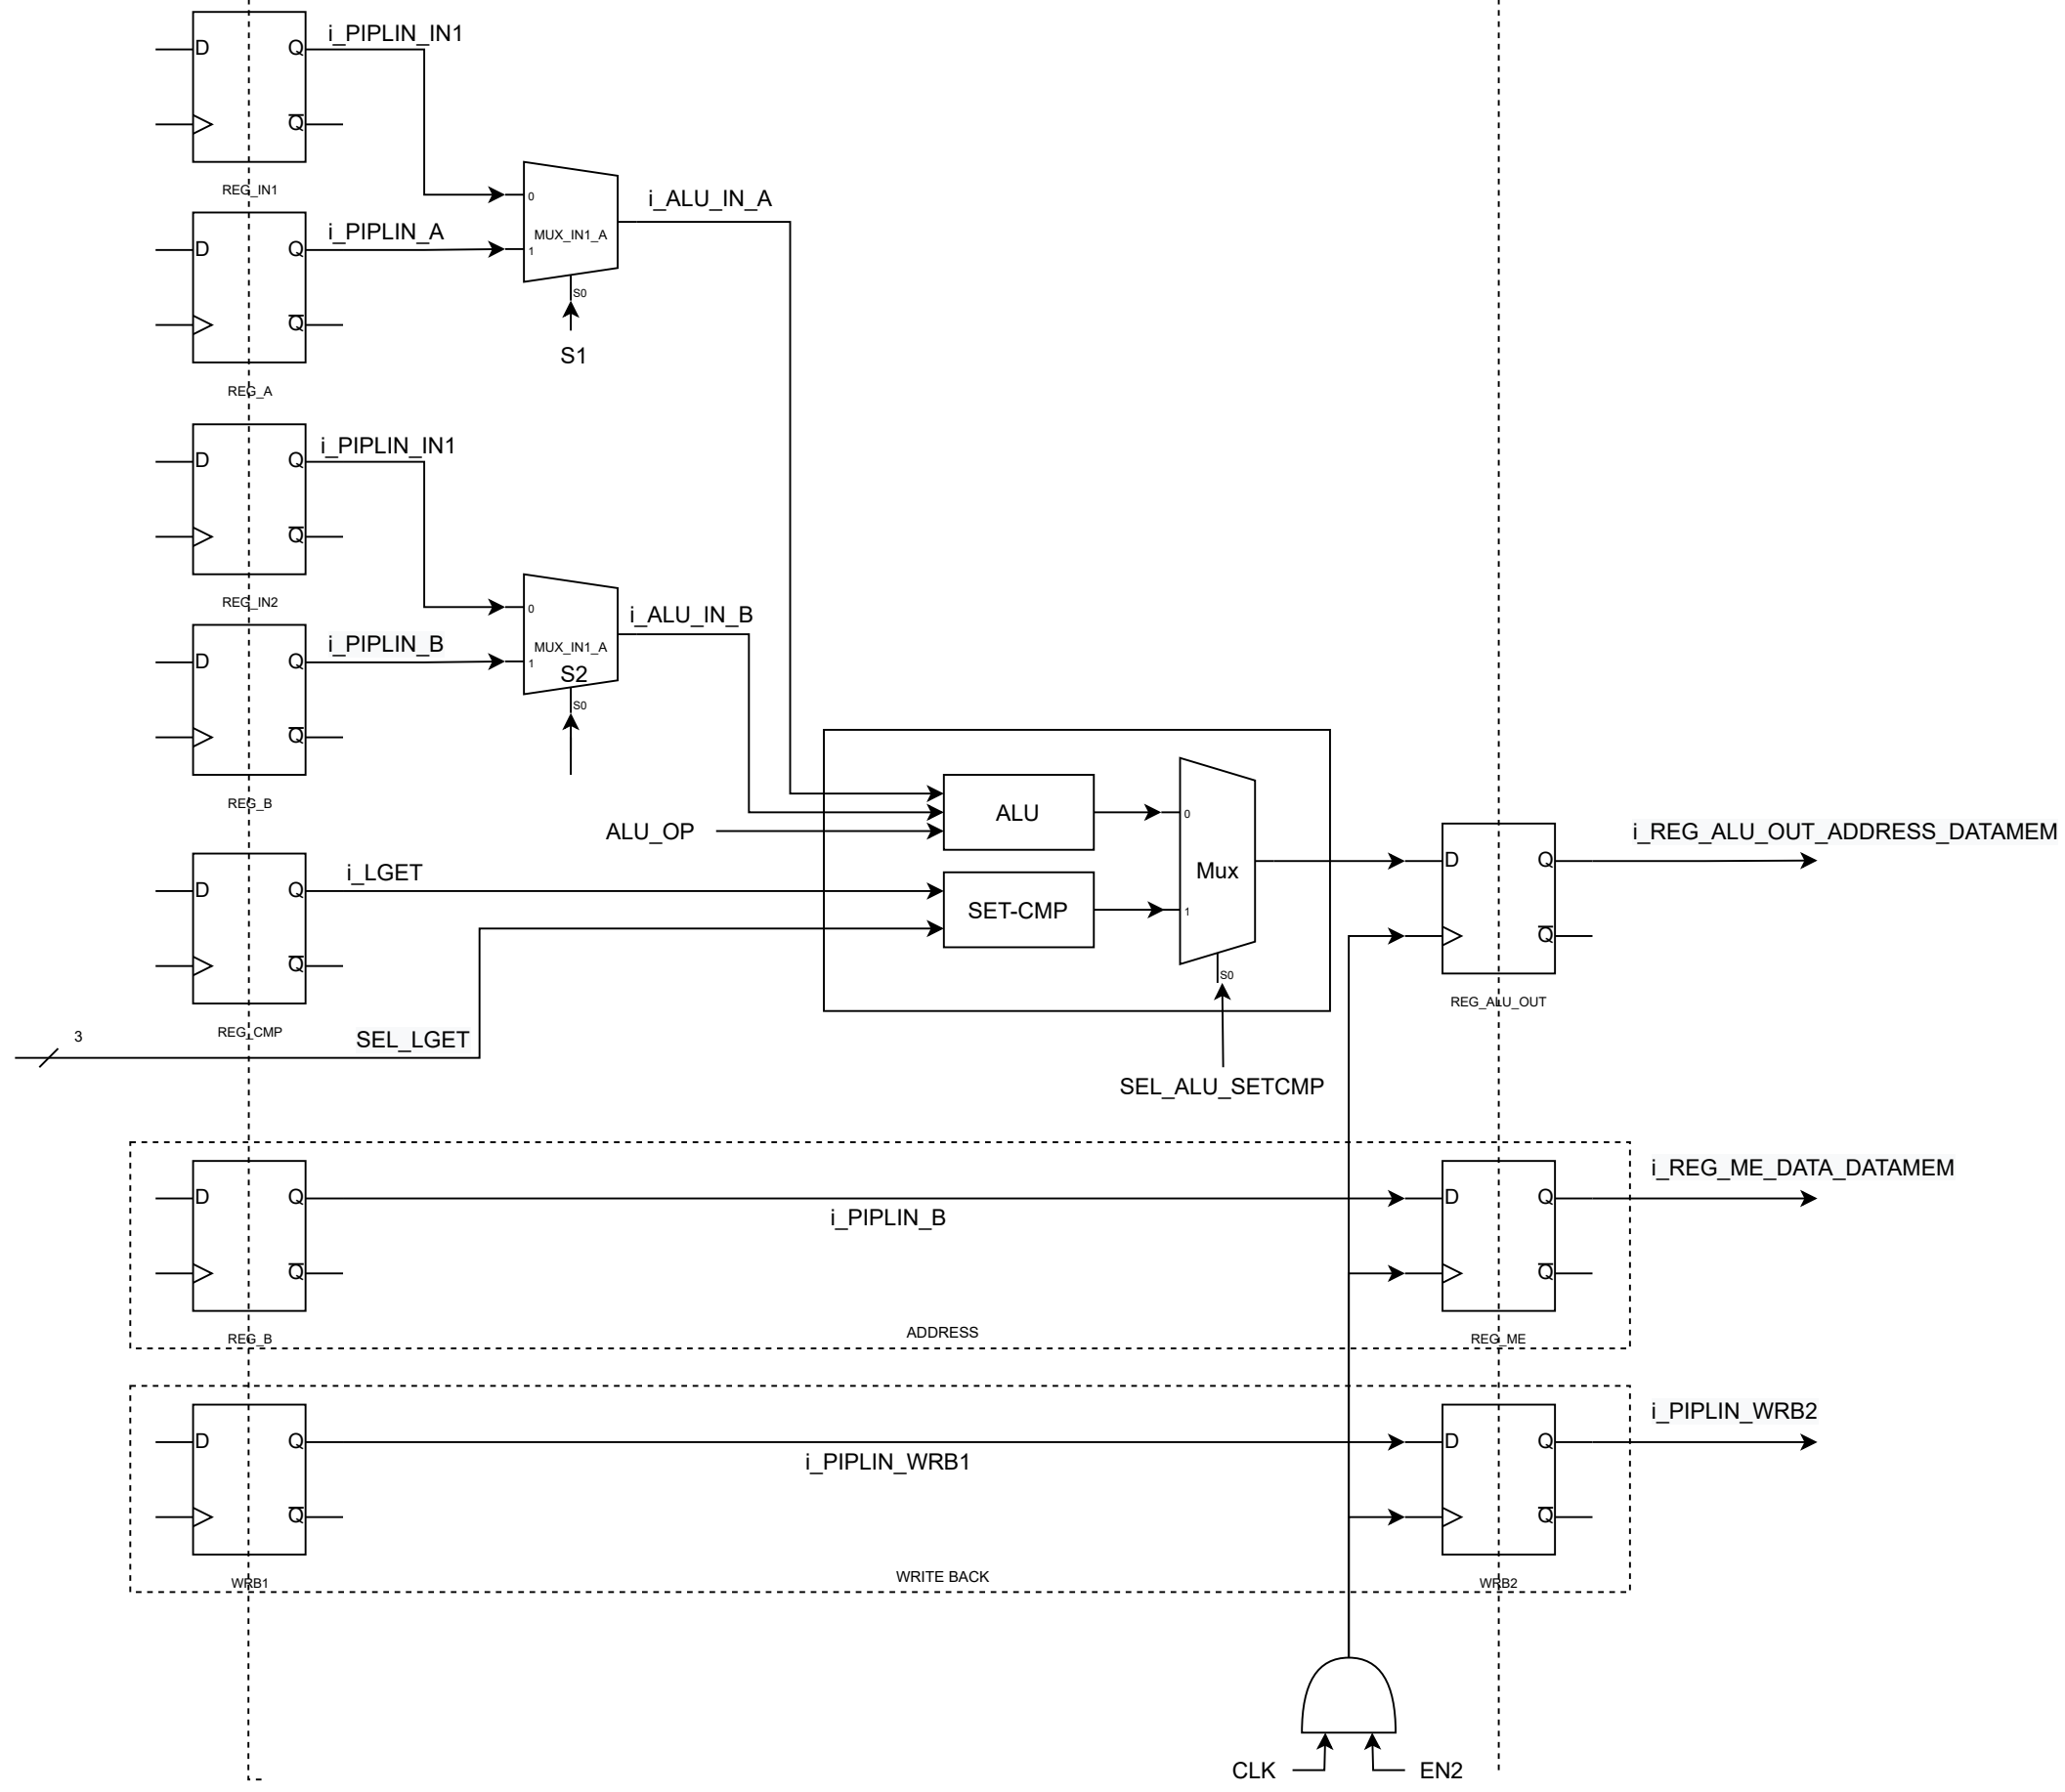 i_PIPLIN_IN1
D Q
Q
REG_IN1
0
MUX_IN1_A
1
S0
S1
i_ALU_IN_A
i_PIPLIN_A
D Q
Q
REG_A
i_PIPLIN_IN1
D Q
Q
REG_IN2
0
MUX_IN1_A
1
S2
S0
i_ALU_IN_B
i_PIPLIN_B
D Q
Q
REG_B
ALU_OP
ALU
SET-CMP
0
Mux
1
S0
SEL_ALU_SETCMP
i_LGET
D Q
Q
REG_CMP
3
SEL_LGET
i_REG_ALU_OUT_ADDRESS_DATAMEM
D Q
Q
REG_ALU_OUT
D Q
Q
REG_B
i_PIPLIN_B
ADDRESS
i_REG_ME_DATA_DATAMEM
D Q
Q
REG_ME
D Q
Q
WRB1
i_PIPLIN_WRB1
WRITE BACK
i_PIPLIN_WRB2
D Q
Q
WRB2
CLK
EN2